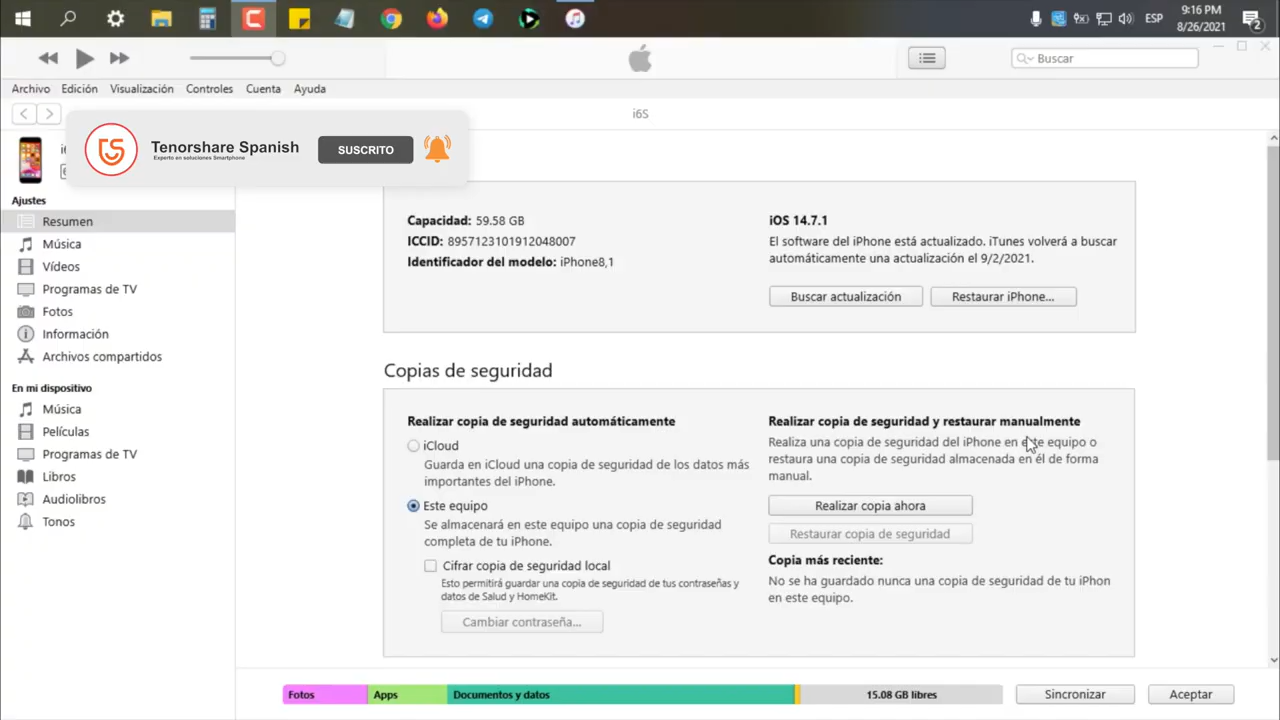 ESP
9:16 PM
8/26/2021
2
Buscar
Archivo Edición Visualización Controles Cuenta Ayuda
i6S
Tenorshare Spanish
Experto en soluciones Smartphone
SUSCRITO
Ajustes
Resumen
Música
Vídeos
Programas de TV
Fotos
Información
Archivos compartidos
En mi dispositivo
Música
Películas
Programas de TV
Libros
Audiolibros
Tonos
Capacidad: 59.58 GB
ICCID: 8957123101912048007
Identificador del modelo: iPhone8,1
iOS 14.7.1
El software del iPhone está actualizado. iTunes volverá a buscar
automáticamente una actualización el 9/2/2021.
Buscar actualización
Restaurar iPhone...
Copias de seguridad
Realizar copia de seguridad automáticamente
iCloud
Guarda en iCloud una copia de seguridad de los datos más
importantes del iPhone.
Este equipo
Se almacenará en este equipo una copia de seguridad
completa de tu iPhone.
Cifrar copia de seguridad local
Esto permitirá guardar una copia de seguridad de tus contraseñas y
datos de Salud y HomeKit.
Cambiar contraseña...
Realizar copia de seguridad y restaurar manualmente
Realiza una copia de seguridad del iPhone en este equipo o
restaura una copia de seguridad almacenada en él de forma
manual.
Realizar copia ahora
Restaurar copia de seguridad
Copia más reciente:
No se ha guardado nunca una copia de seguridad de tu iPhon
en este equipo.
Fotos
Apps
Documentos y datos
15.08 GB libres
Sincronizar
Aceptar